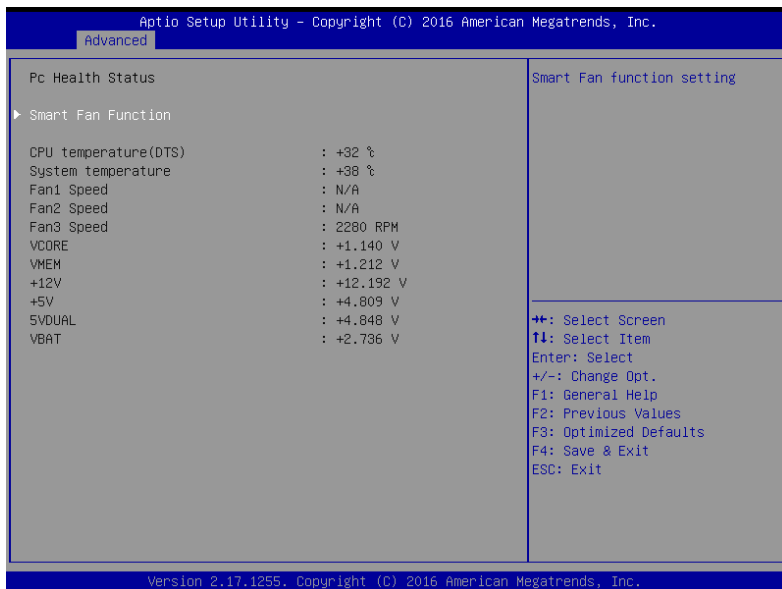 Aptio Setup Utility – Copyright (C) 2016 American Megatrends, Inc.
Advanced
Pc Health Status
Smart Fan Function
CPU temperature(DTS) : +32 ℃
System temperature : +38 ℃
Fan1 Speed : N/A
Fan2 Speed : N/A
Fan3 Speed : 2280 RPM
VCORE : +1.140 V
VMEM : +1.212 V
+12V : +12.192 V
+5V : +4.809 V
5VDUAL : +4.848 V
VBAT : +2.736 V
Smart Fan function setting
→←: Select Screen
↑↓: Select Item
Enter: Select
+/-: Change Opt.
F1: General Help
F2: Previous Values
F3: Optimized Defaults
F4: Save & Exit
ESC: Exit
Version 2.17.1255. Copyright (C) 2016 American Megatrends, Inc.